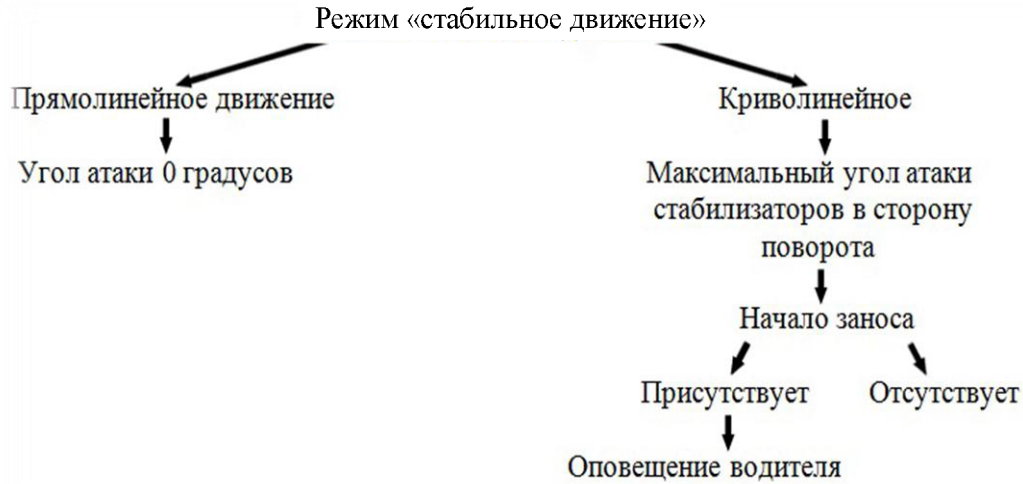 Режим «стабильное движение»
Прямолинейное движение
Криволинейное
Угол атаки 0 градусов
Максимальный угол атаки
стабилизаторов в сторону
поворота
Начало заноса
Присутствует
Отсутствует
Оповещение водителя